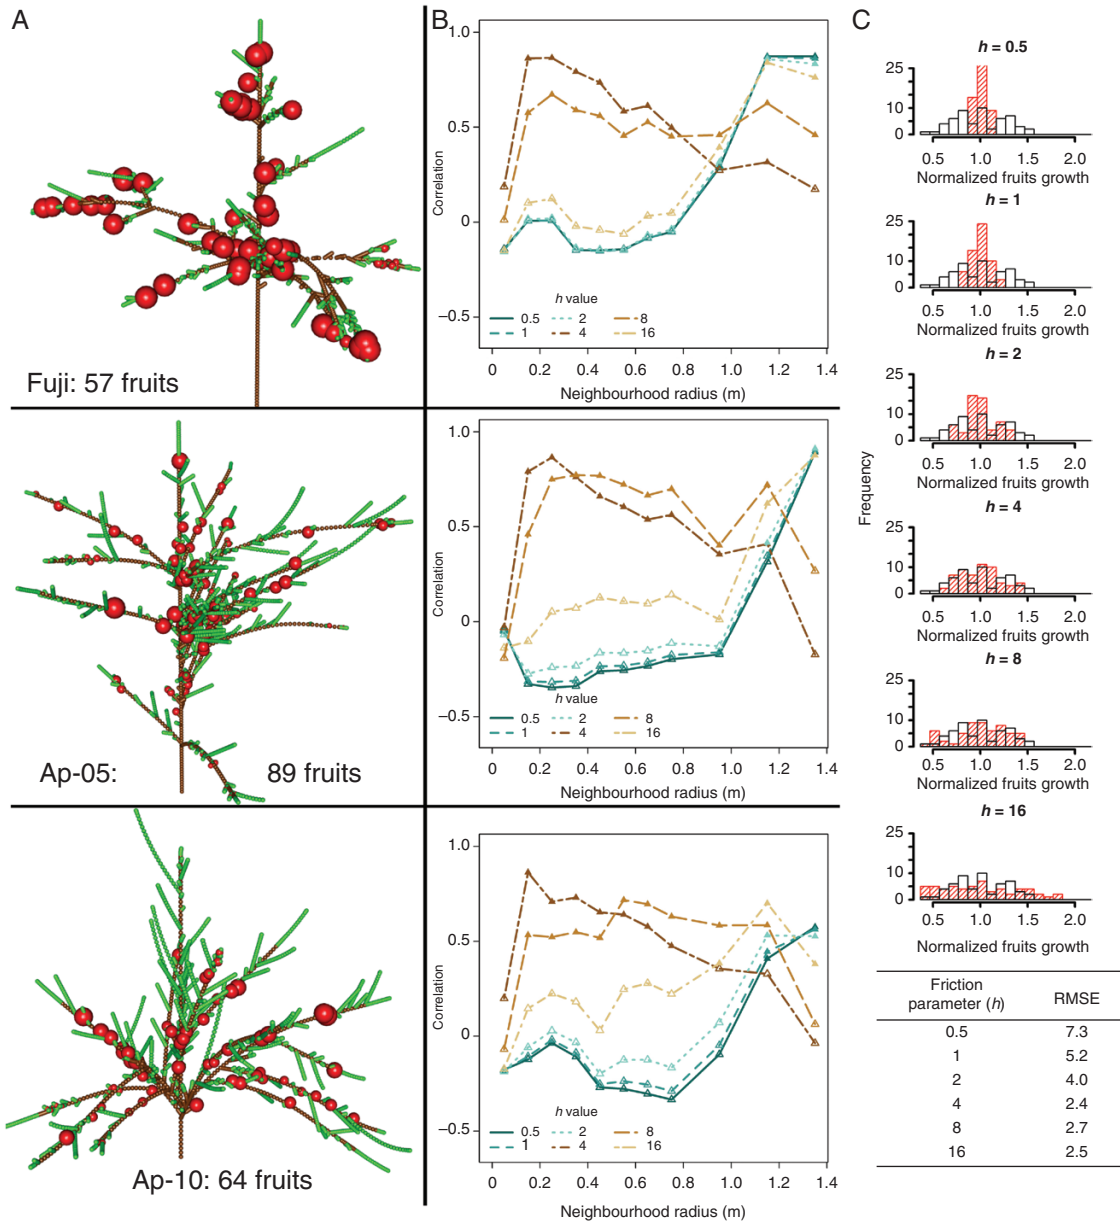 A
Fuji: 57 fruits
Ap-05: 89 fruits
Ap-10: 64 fruits
B
1.0
0.5
0
–0.5
Correlation
h value
0.5 2 8
1 4 16
0 0.2 0.4 0.6 0.8 1.0 1.2 1.4
Neighbourhood radius (m)
1.0
0.5
0
–0.5
Correlation
h value
0.5 2 8
1 4 16
0 0.2 0.4 0.6 0.8 1.0 1.2 1.4
Neighbourhood radius (m)
1.0
0.5
0
–0.5
Correlation
h value
0.5 2 8
1 4 16
0 0.2 0.4 0.6 0.8 1.0 1.2 1.4
Neighbourhood radius (m)
C
Frequency
h = 0.5
25
10
0
0.5 1.0 1.5 2.0
Normalized fruits growth
h = 1
25
10
0
0.5 1.0 1.5 2.0
Normalized fruits growth
h = 2
25
10
0
0.5 1.0 1.5 2.0
Normalized fruits growth
h = 4
25
10
0
0.5 1.0 1.5 2.0
Normalized fruits growth
h = 8
25
10
0
0.5 1.0 1.5 2.0
Normalized fruits growth
h = 16
25
10
0
0.5 1.0 1.5 2.0
Normalized fruits growth
Friction
parameter (h) RMSE
0.5 7.3
1 5.2
2 4.0
4 2.4
8 2.7
16 2.5